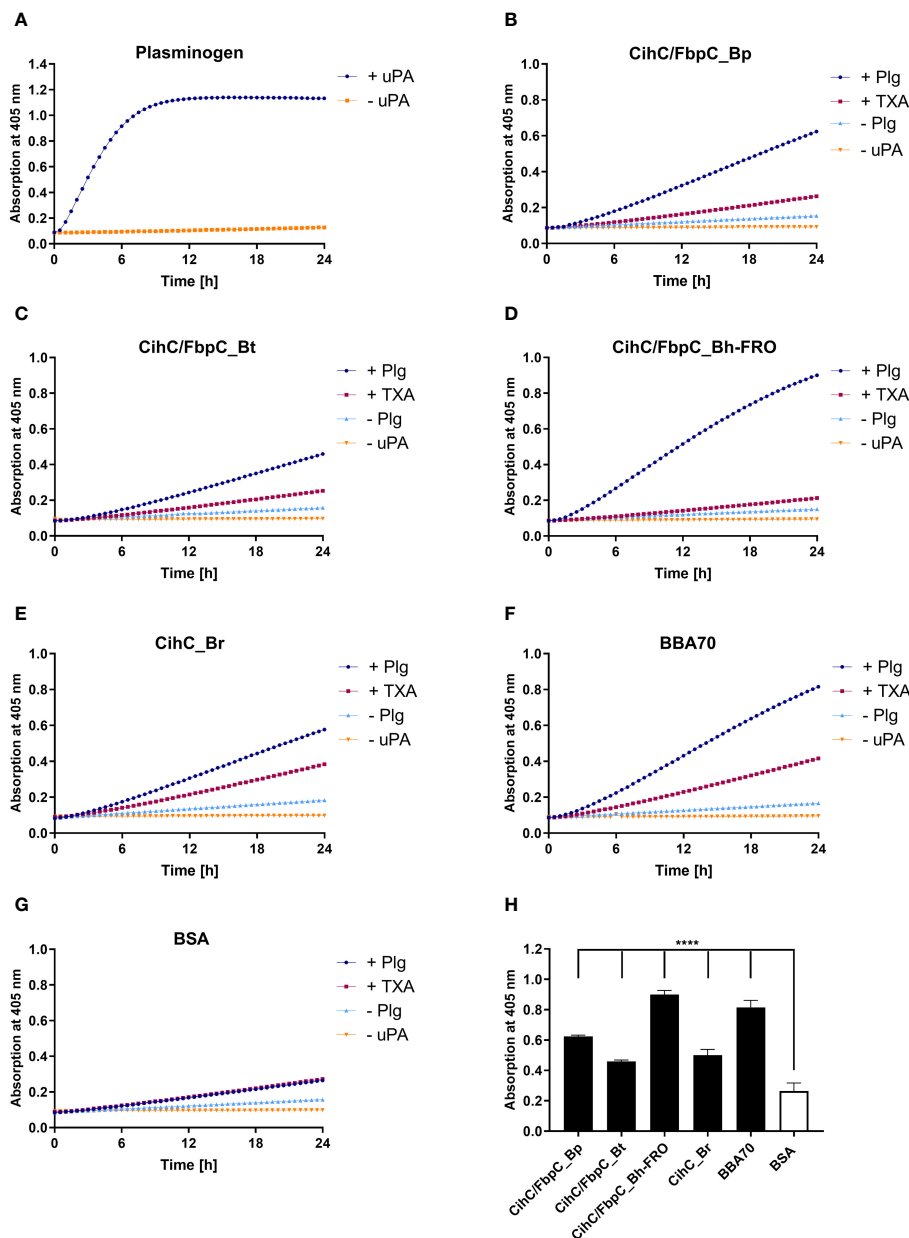 A
Plasminogen
Absorption at 405 nm
1.4
1.2
1.0
0.8
0.6
0.4
0.2
0.0
0 6 12 18 24
Time [h]
+ uPA
- uPA
B
CihC/FbpC_Bp
Absorption at 405 nm
1.0
0.8
0.6
0.4
0.2
0.0
0 6 12 18 24
Time [h]
+ Plg
+ TXA
- Plg
- uPA
C
CihC/FbpC_Bt
Absorption at 405 nm
1.0
0.8
0.6
0.4
0.2
0.0
0 6 12 18 24
Time [h]
+ Plg
+ TXA
- Plg
- uPA
D
CihC/FbpC_Bh-FRO
Absorption at 405 nm
1.0
0.8
0.6
0.4
0.2
0.0
0 6 12 18 24
Time [h]
+ Plg
+ TXA
- Plg
- uPA
E
CihC_Br
Absorption at 405 nm
1.0
0.8
0.6
0.4
0.2
0.0
0 6 12 18 24
Time [h]
+ Plg
+ TXA
- Plg
- uPA
F
BBA70
Absorption at 405 nm
1.0
0.8
0.6
0.4
0.2
0.0
0 6 12 18 24
Time [h]
+ Plg
+ TXA
- Plg
- uPA
G
BSA
Absorption at 405 nm
1.0
0.8
0.6
0.4
0.2
0.0
0 6 12 18 24
Time [h]
+ Plg
+ TXA
- Plg
- uPA
H
****
Absorption at 405 nm
1.2
1.0
0.8
0.6
0.4
0.2
0.0
CihC/FbpC_Bp
CihC/FbpC_Bt
CihC/FbpC_Bh-FRO
CihC_Br
BBA70
BSA